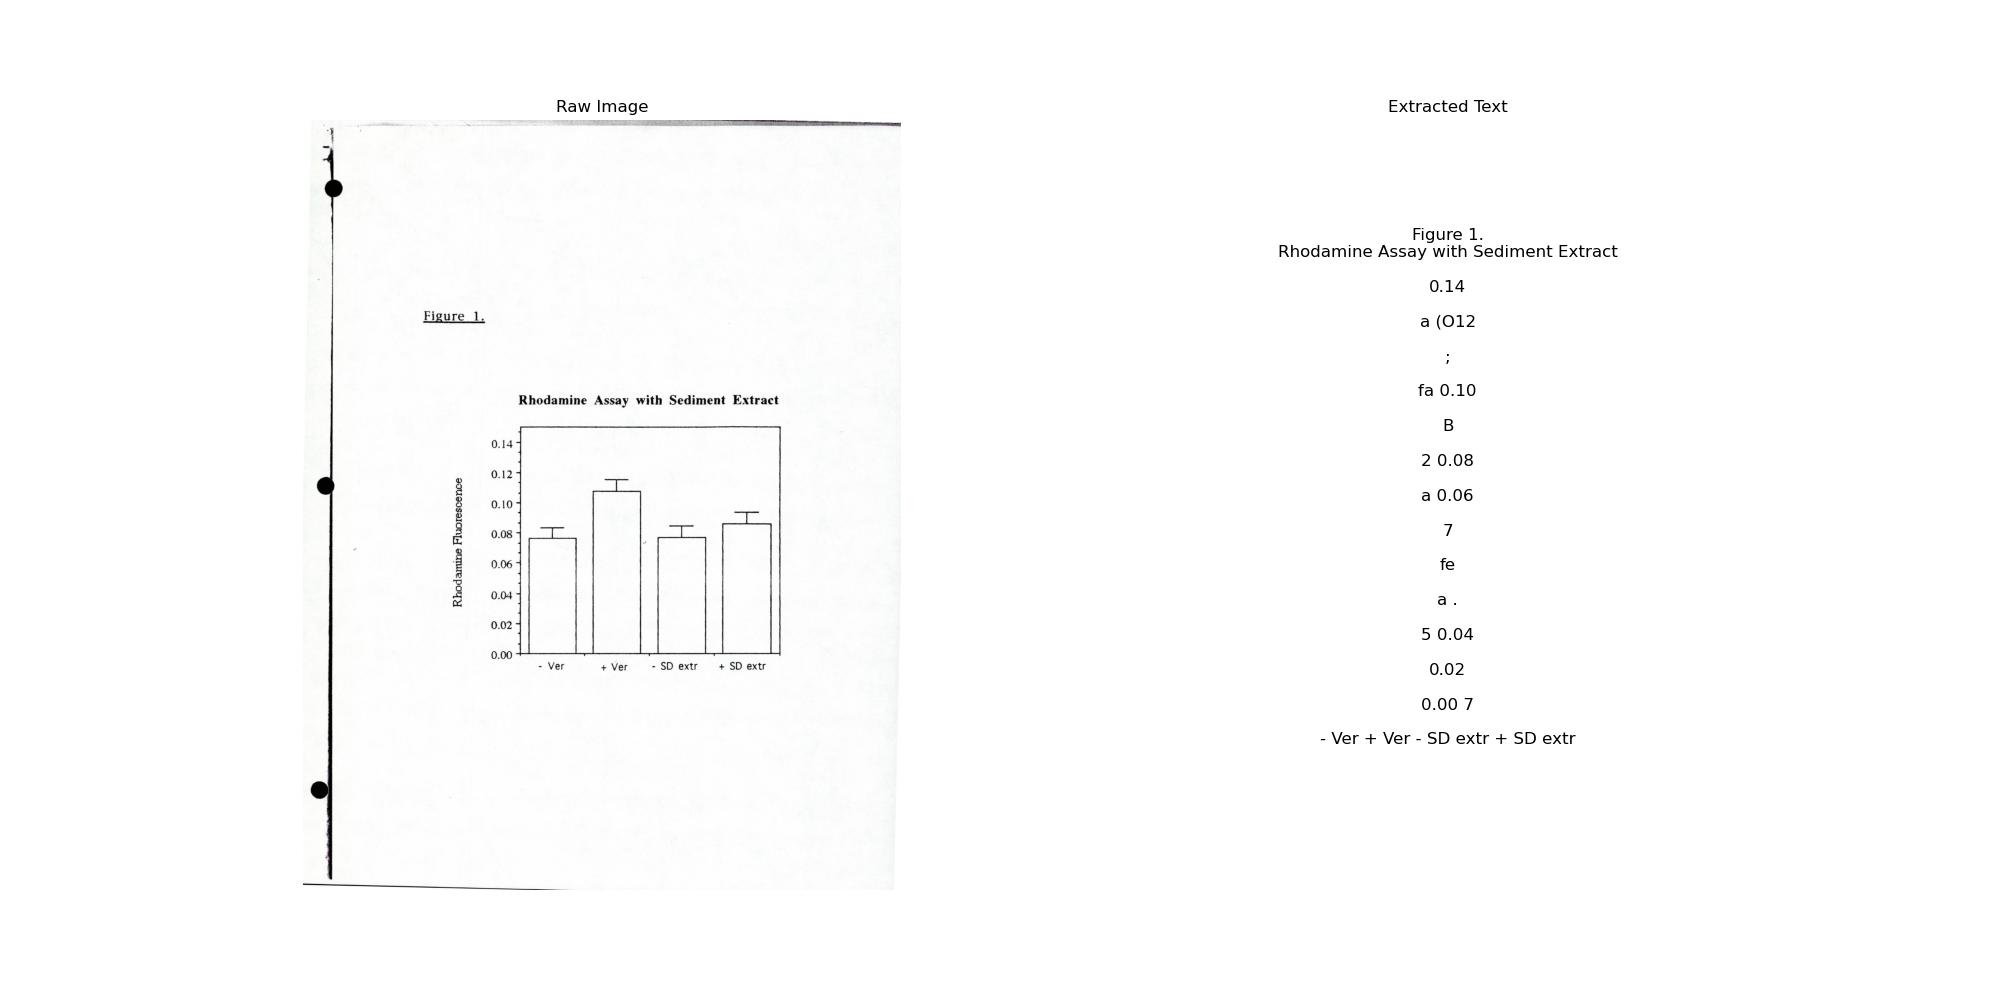 Raw Image
Figure 1.
Rhodamine Assay with Sediment Extract
Rhodamine Fluorescence
0.14
0.12
0.10
0.08
0.06
0.04
0.02
0.00
- Ver + Ver - SD extr + SD extr
Extracted Text
Figure 1.
Rhodamine Assay with Sediment Extract
0.14
a (O12
;
fa 0.10
B
2 0.08
a 0.06
7
fe
a .
5 0.04
0.02
0.00 7
- Ver + Ver - SD extr + SD extr